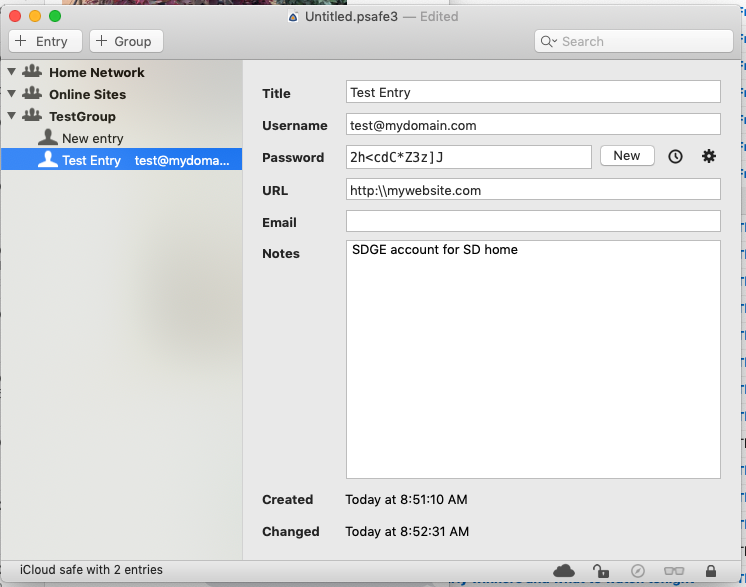 Untitled.psafe3 — Edited
+ Entry + Group Search
Home Network
Online Sites
TestGroup
New entry
Test Entry test@mydoma...
Title Test Entry
Username test@mydomain.com
Password 2h<cdC*Z3z]J New
URL http:\\mywebsite.com
Email
Notes SDGE account for SD home
Created Today at 8:51:10 AM
Changed Today at 8:52:31 AM
iCloud safe with 2 entries